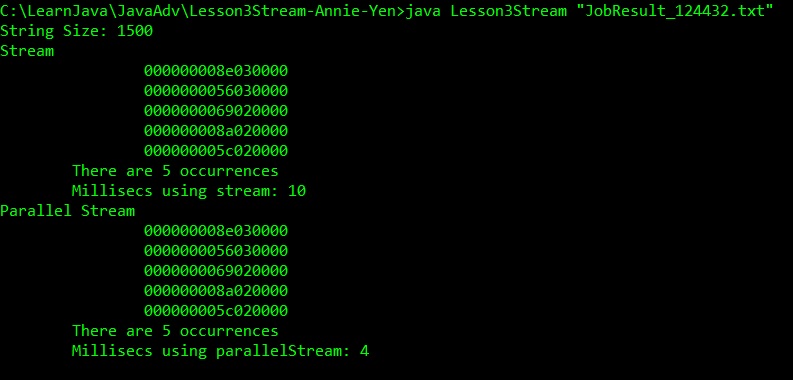 C:\LearnJava\JavaAdv\Lesson3Stream-Annie-Yen>java Lesson3Stream "JobResult_124432.txt"
String Size: 1500
Stream
000000008e030000
0000000056030000
0000000069020000
000000008a020000
000000005c020000
There are 5 occurrences
Millisecs using stream: 10
Parallel Stream
000000008e030000
0000000056030000
0000000069020000
000000008a020000
000000005c020000
There are 5 occurrences
Millisecs using parallelStream: 4